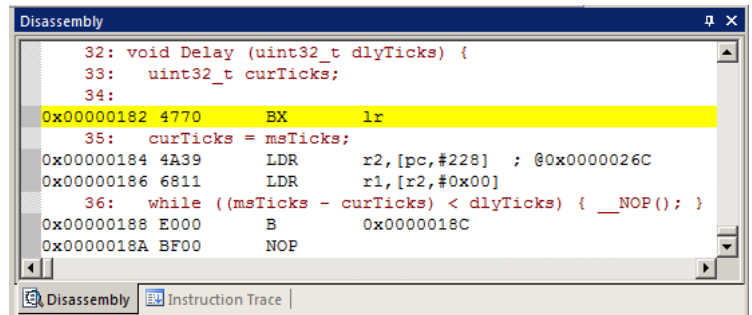 Disassembly
32: void Delay (uint32_t dlyTicks) {
33:   uint32_t curTicks;
34:
0x00000182 4770      BX       lr
35:   curTicks = msTicks;
0x00000184 4A39      LDR      r2,[pc,#228]  ; @0x0000026C
0x00000186 6811      LDR      r1,[r2,#0x00]
36:   while ((msTicks - curTicks) < dlyTicks) { __NOP(); }
0x00000188 E000      B        0x0000018C
0x0000018A BF00      NOP
Disassembly Instruction Trace